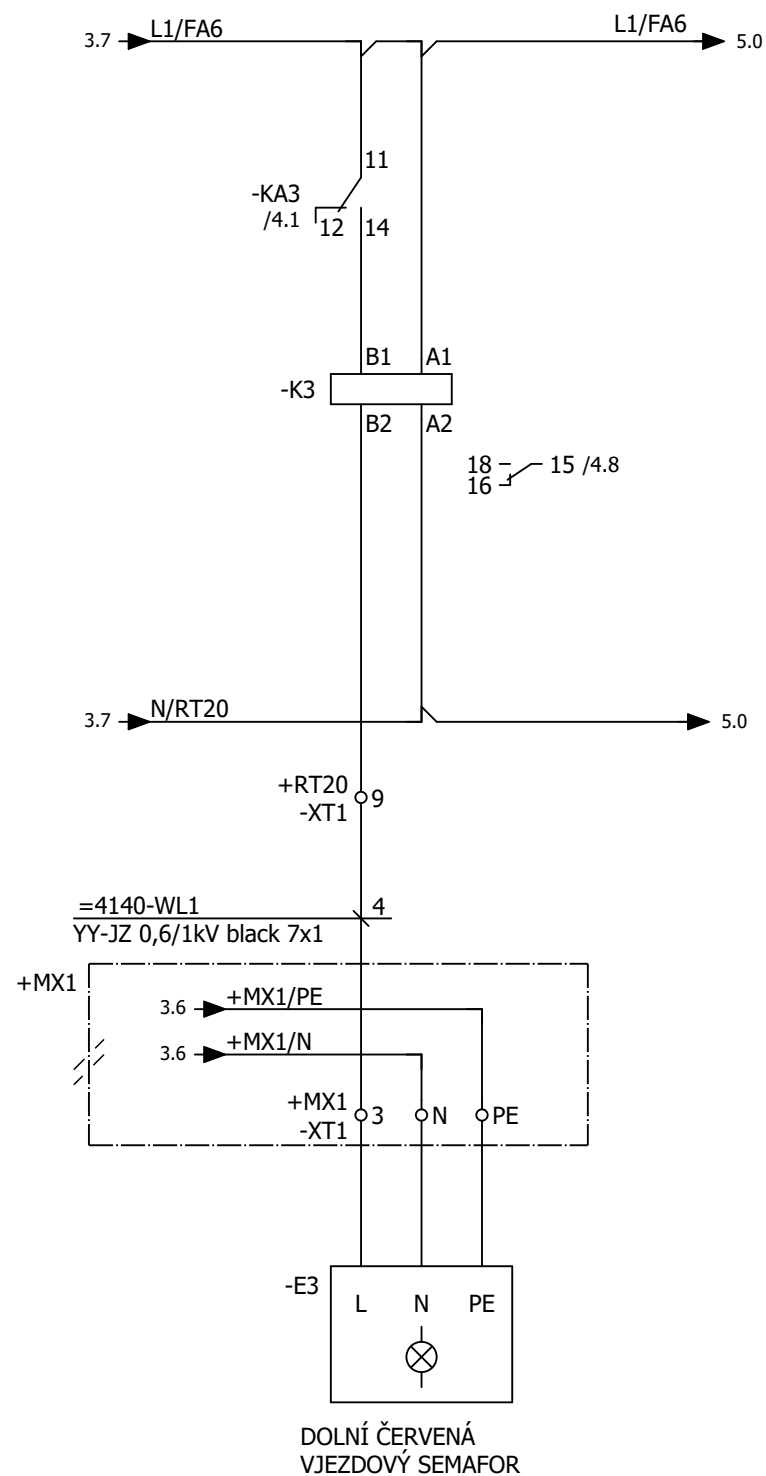 L1/FA6
L1/FA6
3.7
5.0
11
-KA3
/4.1
12
14
B1
A1
-K3
B2
A2
18
15 /4.8
16
N/RT20
3.7
5.0
+RT20
9
-XT1
=4140-WL1
4
YY-JZ 0,6/1kV black 7x1
+MX1
3.6
+MX1/PE
3.6
+MX1/N
+MX1
3
N
PE
-XT1
-E3
L
N
PE
DOLNÍ ČERVENÁ
VJEZDOVÝ SEMAFOR